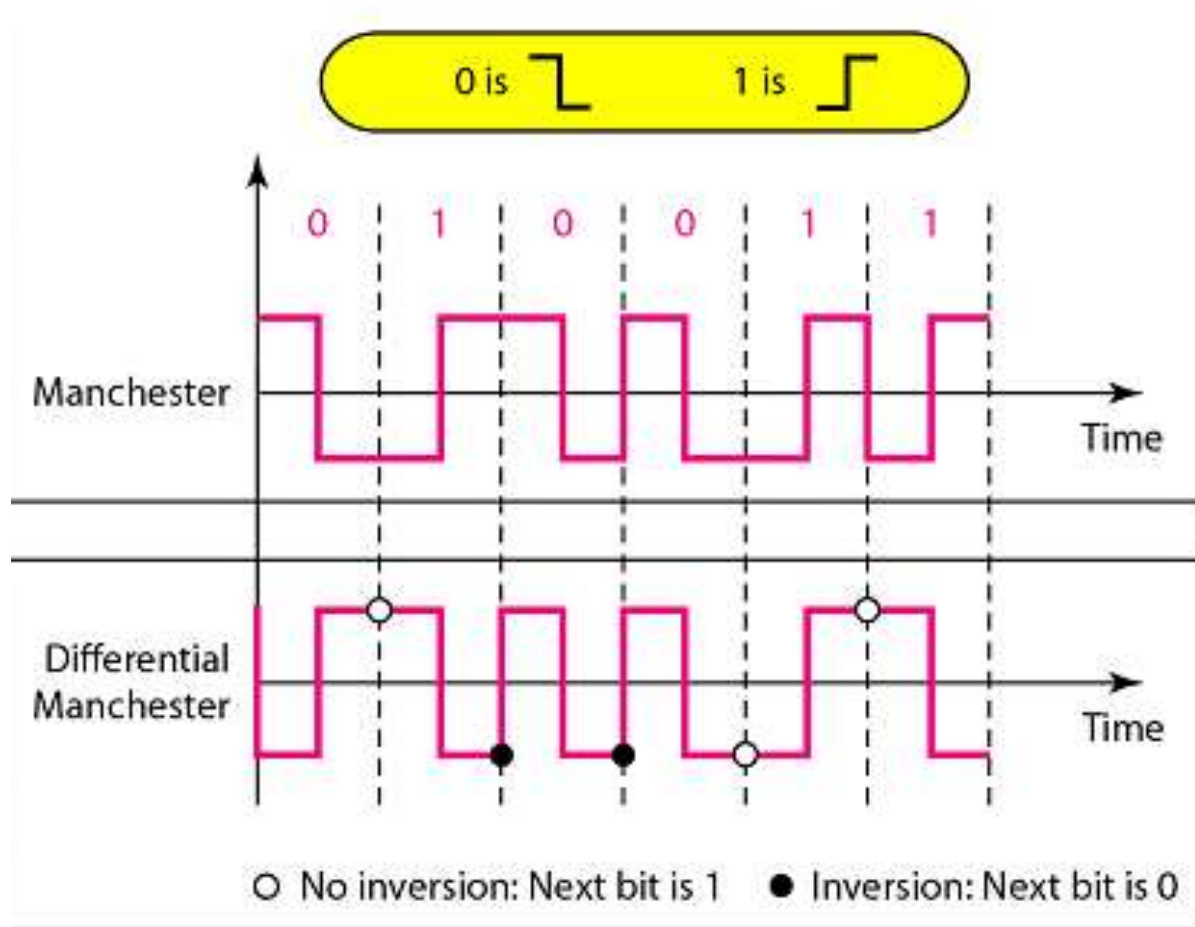 0 is 1 is
0 1 0 0 1 1
Manchester
Time
Differential
Manchester
Time
No inversion: Next bit is 1 Inversion: Next bit is 0